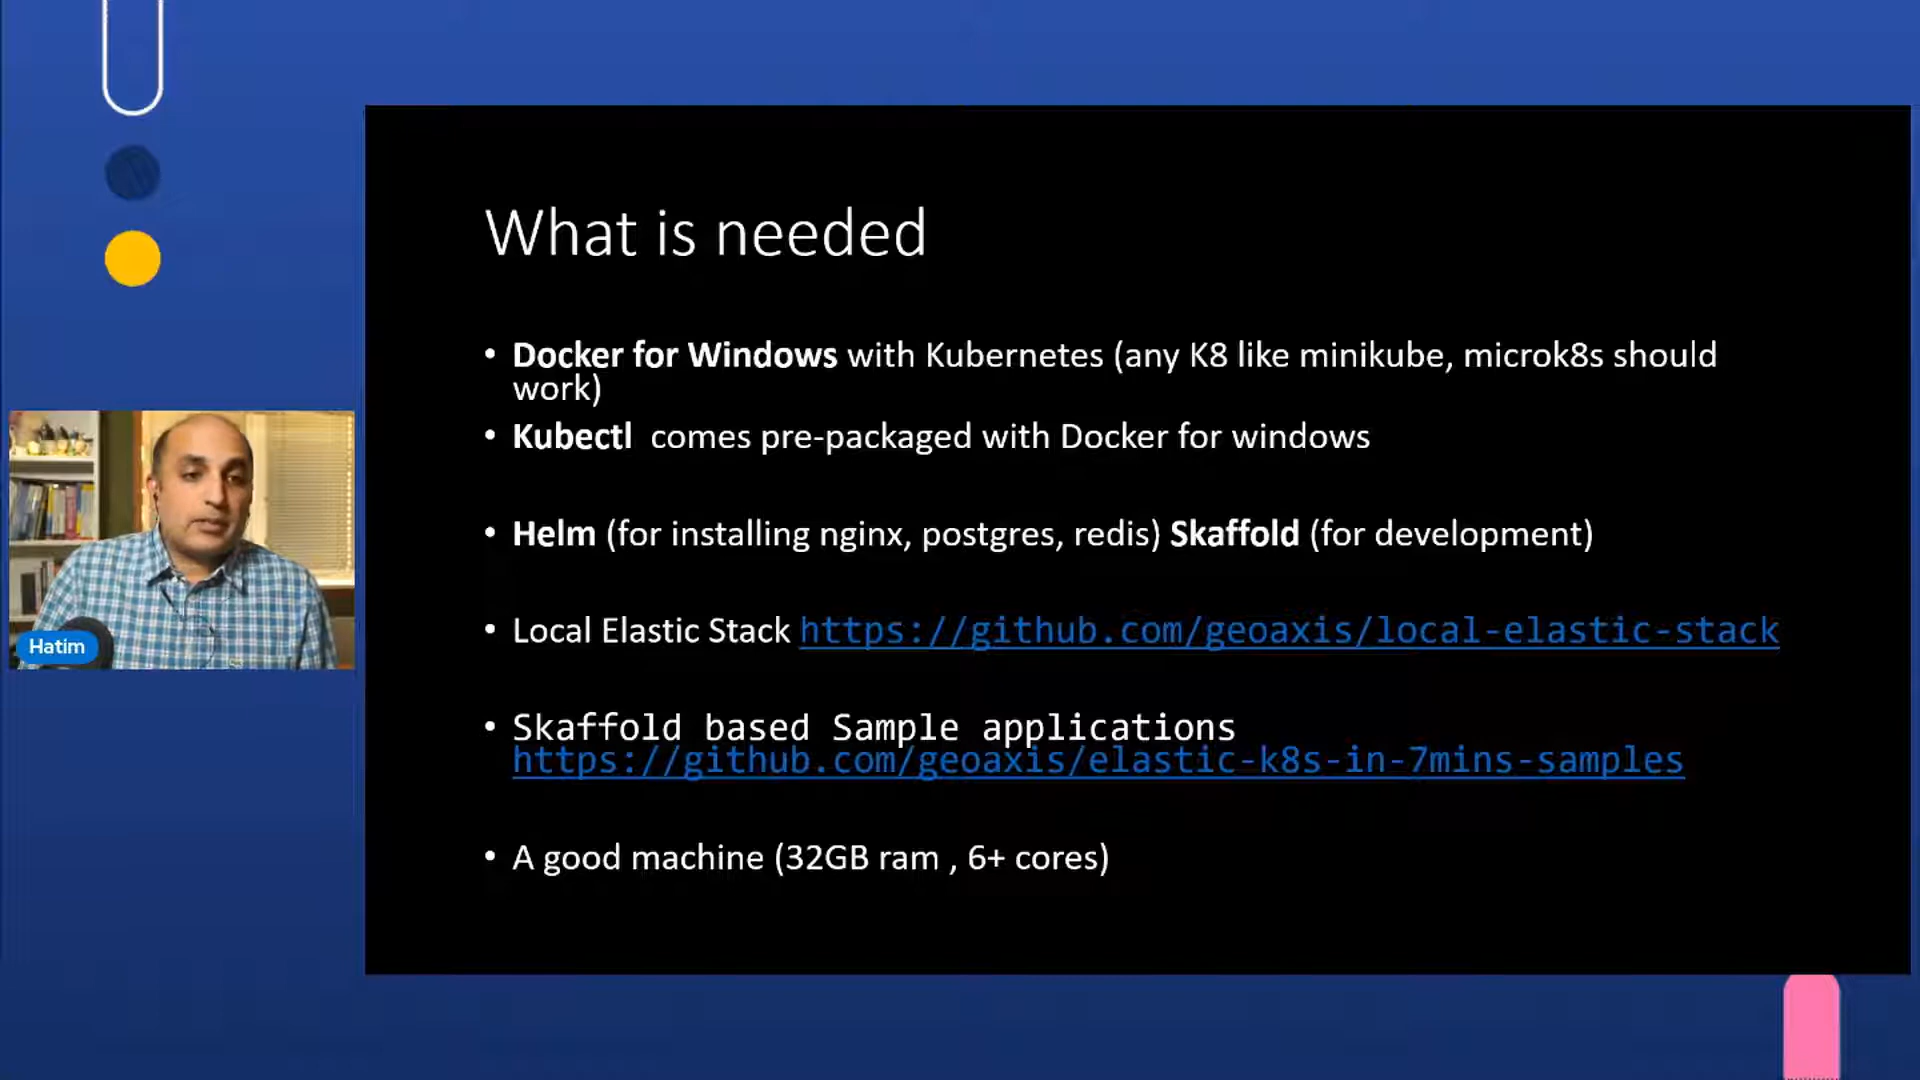 What is needed
• Docker for Windows with Kubernetes (any K8 like minikube, microk8s should
work)
• Kubectl  comes pre-packaged with Docker for windows
• Helm (for installing nginx, postgres, redis) Skaffold (for development)
• Local Elastic Stack https://github.com/geoaxis/local-elastic-stack
• Skaffold based Sample applications
https://github.com/geoaxis/elastic-k8s-in-7mins-samples
• A good machine (32GB ram , 6+ cores)
Hatim